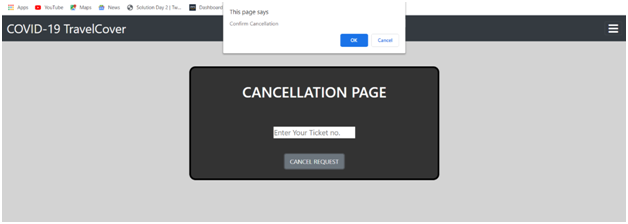 Apps YouTube Maps News Solution Day 2 | Tw... Dashboard
This page says
Confirm Cancellation
OK Cancel
COVID-19 TravelCover
CANCELLATION PAGE
Enter Your Ticket no.
CANCEL REQUEST